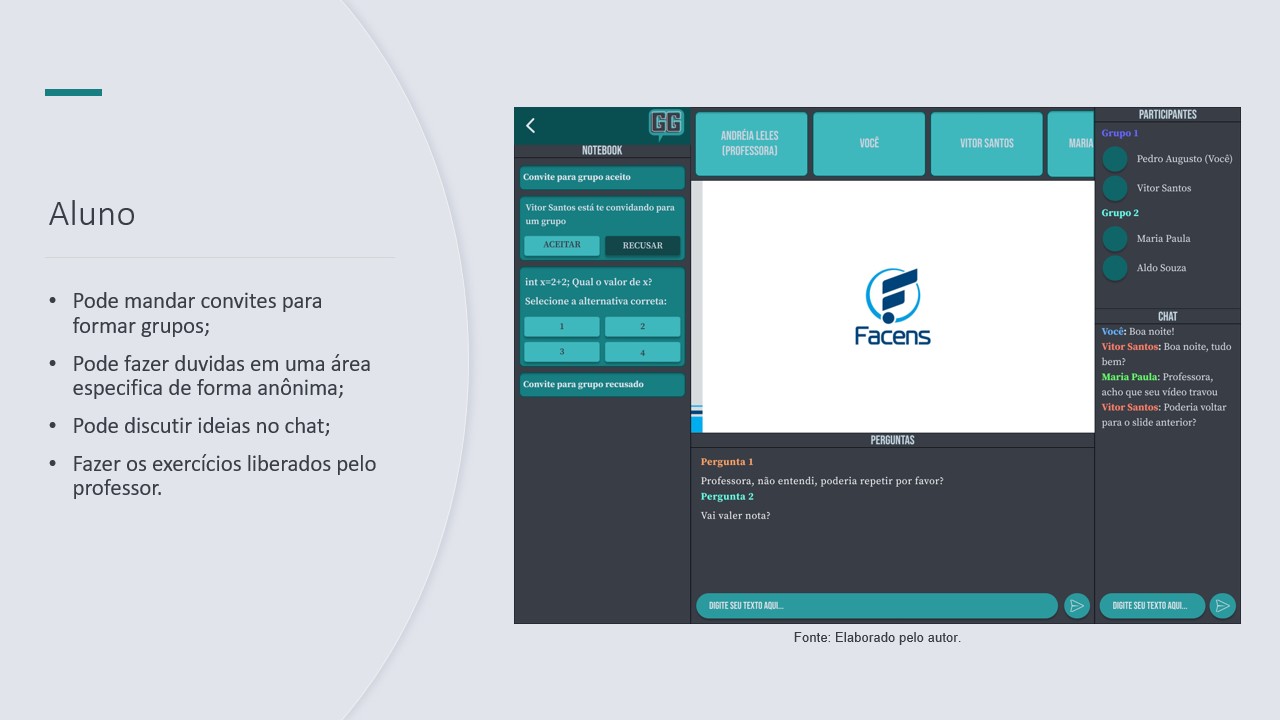 Aluno
• Pode mandar convites para
formar grupos;
• Pode fazer duvidas em uma área
especifica de forma anônima;
• Pode discutir ideias no chat;
• Fazer os exercícios liberados pelo
professor.
GG
NOTEBOOK
Convite para grupo aceito
Vitor Santos está te convidando para
um grupo
ACEITAR
RECUSAR
int x=2+2; Qual o valor de x?
Selecione a alternativa correta:
1
2
3
4
Convite para grupo recusado
ANDRÉIA LELES
(PROFESSORA)
VOCÊ
VITOR SANTOS
MARIA
Facens
PERGUNTAS
Pergunta 1
Professora, não entendi, poderia repetir por favor?
Pergunta 2
Vai valer nota?
DIGITE SEU TEXTO AQUI...
PARTICIPANTES
Grupo 1
Pedro Augusto (Você)
Vitor Santos
Grupo 2
Maria Paula
Aldo Souza
CHAT
Você: Boa noite!
Vitor Santos: Boa noite, tudo
bem?
Maria Paula: Professora,
acho que seu vídeo travou
Vitor Santos: Poderia voltar
para o slide anterior?
DIGITE SEU TEXTO AQUI...
Fonte: Elaborado pelo autor.